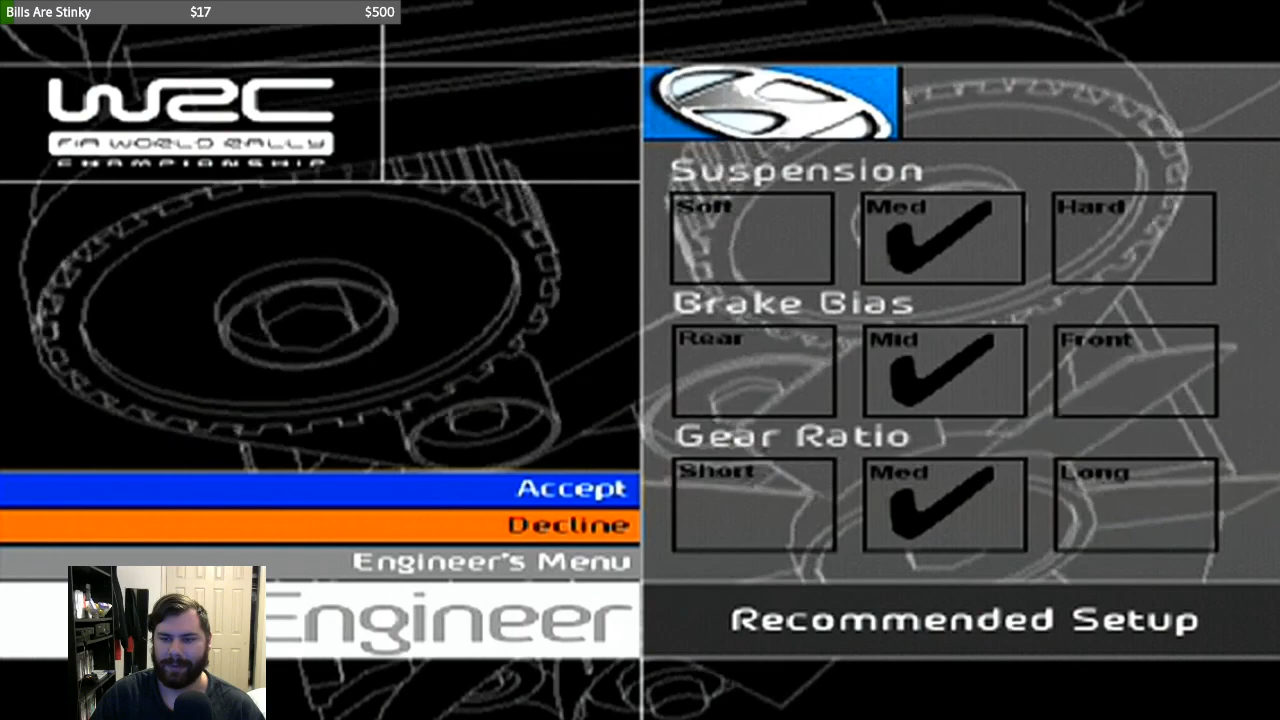 Bills Are Stinky $17 $500
WRC
FIA WORLD RALLY
CHAMPIONSHIP
Suspension
Soft Med Hard
Brake Bias
Rear Mid Front
Gear Ratio
Short Med Long
Accept
Decline
Engineer's Menu
Engineer
Recommended Setup